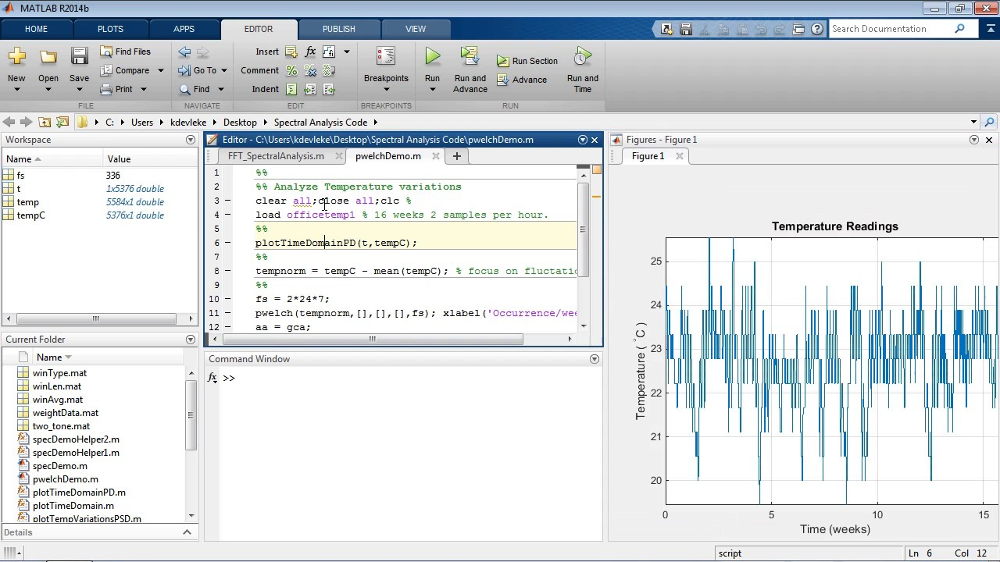 MATLAB R2014b
HOME PLOTS APPS EDITOR PUBLISH VIEW
Search Documentation
New Open Save
Find Files
Compare
Print
Go To
Find
Insert
Comment
Indent
fx
Breakpoints
Run
Run and Advance
Run Section
Advance
Run and Time
FILE NAVIGATE EDIT BREAKPOINTS RUN
C: Users kdevleke Desktop Spectral Analysis Code
Workspace
Name Value
fs 336
t 1x5376 double
temp 5584x1 double
tempC 5376x1 double
Current Folder
Name
winType.mat
winLen.mat
winAvg.mat
weightData.mat
two_tone.mat
specDemoHelper2.m
specDemoHelper1.m
specDemo.m
pwelchDemo.m
plotTimeDomainPD.m
plotTimeDomain.m
plotTempVariationsPSD.m
Details
Editor - C:\Users\kdevleke\Desktop\Spectral Analysis Code\pwelchDemo.m
FFT_SpectralAnalysis.m pwelchDemo.m
1 %%
2 %% Analyze Temperature variations
3 clear all;close all;clc %
4 load officetemp1 % 16 weeks 2 samples per hour.
5 %%
6 plotTimeDomainPD(t,tempC);
7 %%
8 tempnorm = tempC - mean(tempC); % focus on fluctatio
9 %%
10 fs = 2*24*7;
11 pwelch(tempnorm,[],[],[],fs); xlabel('Occurrence/wee
12 aa = gca;
Command Window
fx >>
Figures - Figure 1
Figure 1
Temperature Readings
Temperature ( °C )
25
24
23
22
21
20
0 5 10 15
Time (weeks)
script Ln 6 Col 12